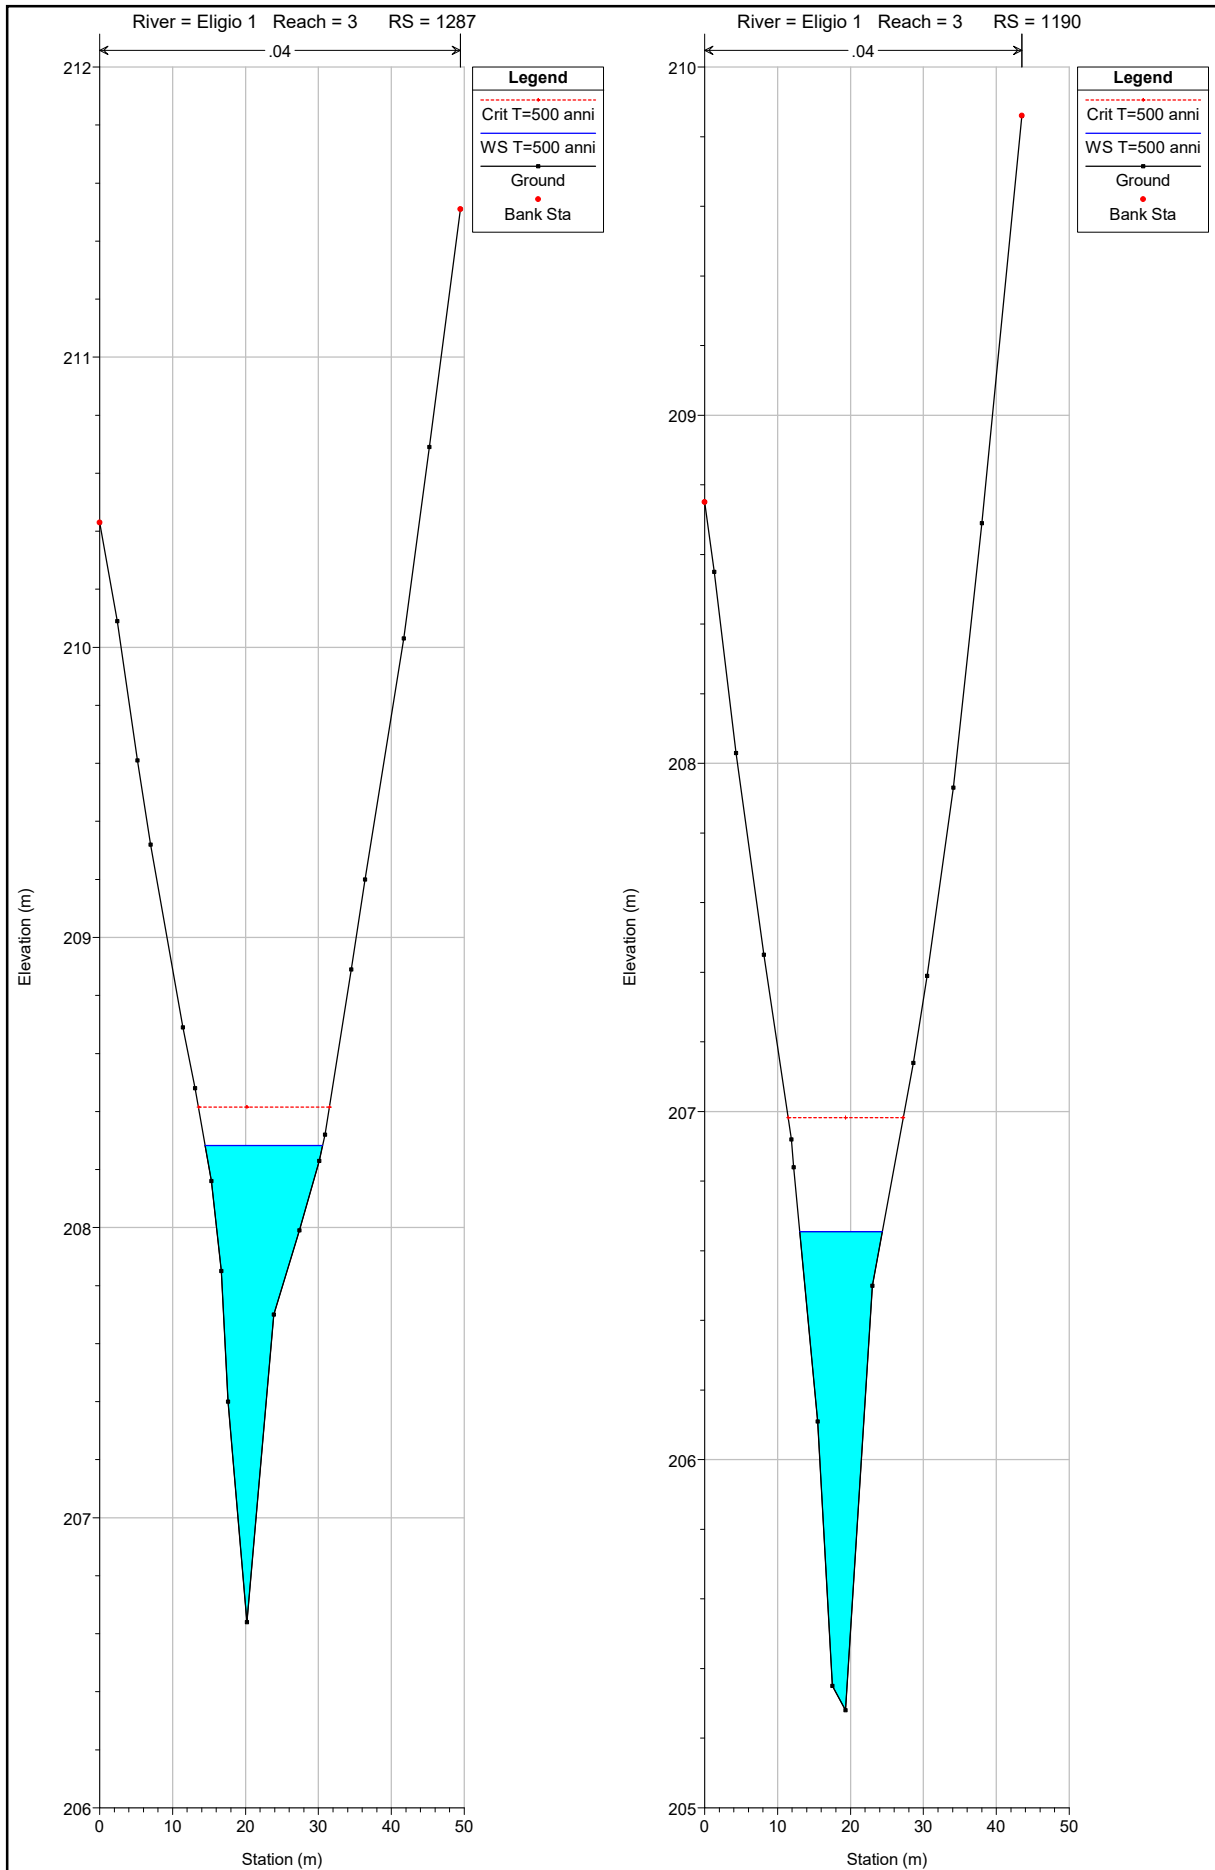 River = Eligio 1 Reach = 3 RS = 1287
.04
Legend
Crit T=500 anni
WS T=500 anni
Ground
Bank Sta
212
211
210
209
208
207
206
Elevation (m)
0 10 20 30 40 50
Station (m)
River = Eligio 1 Reach = 3 RS = 1190
.04
Legend
Crit T=500 anni
WS T=500 anni
Ground
Bank Sta
210
209
208
207
206
205
Elevation (m)
0 10 20 30 40 50
Station (m)